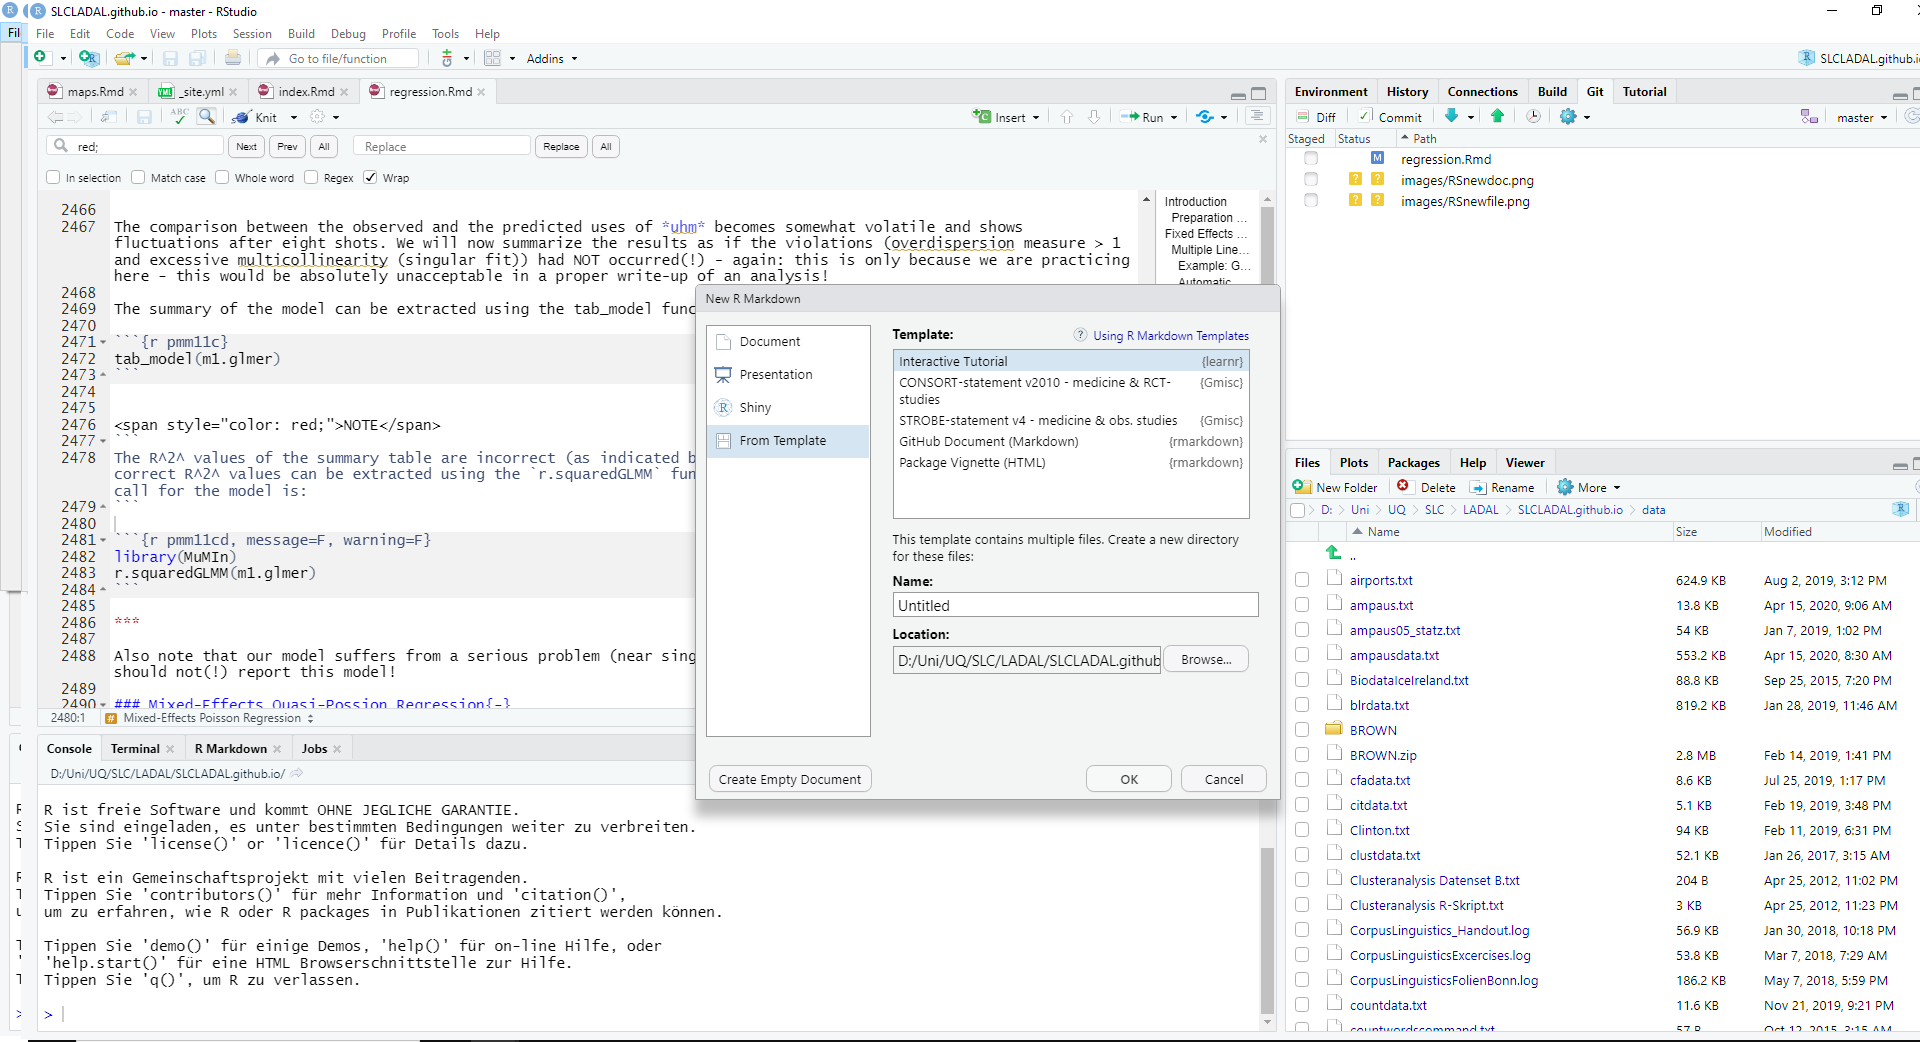 SLCLADAL.github.io - master - RStudio
File
File Edit Code View Plots Session Build Debug Profile Tools Help
Go to file/function
Addins
SLCLADAL.github.io
maps.Rmd
_site.yml
index.Rmd
regression.Rmd
ABC
Knit
Insert
Run
red;
Next
Prev
All
Replace
Replace
All
In selection
Match case
Whole word
Regex
Wrap
2466
2467 The comparison between the observed and the predicted uses of *uhm* becomes somewhat volatile and shows
fluctuations after eight shots. We will now summarize the results as if the violations (overdispersion measure > 1
and excessive multicollinearity (singular fit)) had NOT occurred(!) - again: this is only because we are practicing
here - this would be absolutely unacceptable in a proper write-up of an analysis!
2468
2469 The summary of the model can be extracted using the tab_model func
2470
2471 ```{r pmm11c}
2472 tab_model(m1.glmer)
2473 ```
2474
2475
2476 <span style="color: red;">NOTE</span>
2477 ```
2478 The R^2^ values of the summary table are incorrect (as indicated b
correct R^2^ values can be extracted using the `r.squaredGLMM` fun
call for the model is:
2479 ```
2480
2481 ```{r pmm11cd, message=F, warning=F}
2482 library(MuMIn)
2483 r.squaredGLMM(m1.glmer)
2484 ```
2485
2486 ***
2487
2488 Also note that our model suffers from a serious problem (near sing
should not(!) report this model!
2489
2490 ### Mixed-Effects Quasi-Possion Regression{-}
2480:1 # Mixed-Effects Poisson Regression
Introduction
Preparation ...
Fixed Effects ...
Multiple Line...
Example: G...
Automatic
New R Markdown
Document
Presentation
Shiny
From Template
Template:
? Using R Markdown Templates
Interactive Tutorial {learnr}
CONSORT-statement v2010 - medicine & RCT- {Gmisc}
studies
STROBE-statement v4 - medicine & obs. studies {Gmisc}
GitHub Document (Markdown) {rmarkdown}
Package Vignette (HTML) {rmarkdown}
This template contains multiple files. Create a new directory
for these files:
Name:
Untitled
Location:
D:/Uni/UQ/SLC/LADAL/SLCLADAL.github
Browse...
Create Empty Document
OK
Cancel
Console
Terminal
R Markdown
Jobs
D:/Uni/UQ/SLC/LADAL/SLCLADAL.github.io/
R ist freie Software und kommt OHNE JEGLICHE GARANTIE.
Sie sind eingeladen, es unter bestimmten Bedingungen weiter zu verbreiten.
Tippen Sie 'license()' or 'licence()' für Details dazu.
R ist ein Gemeinschaftsprojekt mit vielen Beitragenden.
Tippen Sie 'contributors()' für mehr Information und 'citation()',
um zu erfahren, wie R oder R packages in Publikationen zitiert werden können.
Tippen Sie 'demo()' für einige Demos, 'help()' für on-line Hilfe, oder
'help.start()' für eine HTML Browserschnittstelle zur Hilfe.
Tippen Sie 'q()', um R zu verlassen.
>
Environment
History
Connections
Build
Git
Tutorial
Diff
Commit
master
Staged Status Path
M regression.Rmd
? ? images/RSnewdoc.png
? ? images/RSnewfile.png
Files
Plots
Packages
Help
Viewer
New Folder
Delete
Rename
More
D: Uni UQ SLC LADAL SLCLADAL.github.io data
Name Size Modified
..
airports.txt 624.9 KB Aug 2, 2019, 3:12 PM
ampaus.txt 13.8 KB Apr 15, 2020, 9:06 AM
ampaus05_statz.txt 54 KB Jan 7, 2019, 1:02 PM
ampausdata.txt 553.2 KB Apr 15, 2020, 8:30 AM
BiodataIceIreland.txt 88.8 KB Sep 25, 2015, 7:20 PM
blrdata.txt 819.2 KB Jan 28, 2019, 11:46 AM
BROWN
BROWN.zip 2.8 MB Feb 14, 2019, 1:41 PM
cfadata.txt 8.6 KB Jul 25, 2019, 1:17 PM
citdata.txt 5.1 KB Feb 19, 2019, 3:48 PM
Clinton.txt 94 KB Feb 11, 2019, 6:31 PM
clustdata.txt 52.1 KB Jan 26, 2017, 3:15 AM
Clusteranalysis Datenset B.txt 204 B Apr 25, 2012, 11:02 PM
Clusteranalysis R-Skript.txt 3 KB Apr 25, 2012, 11:23 PM
CorpusLinguistics_Handout.log 56.9 KB Jan 30, 2018, 10:18 PM
CorpusLinguisticsExcercises.log 53.8 KB Mar 7, 2018, 7:29 AM
CorpusLinguisticsFolienBonn.log 186.2 KB May 7, 2018, 5:59 PM
countdata.txt 11.6 KB Nov 21, 2019, 9:21 PM
countwordscommand.txt 57 B Oct 12, 2015, 3:15 AM